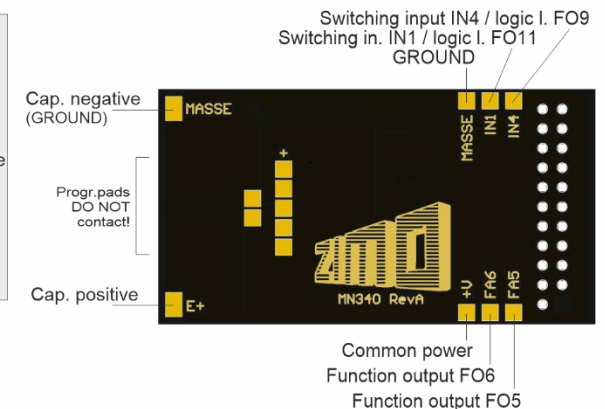 Switching input IN4 / logic I. FO9
Switching in. IN1 / logic I. FO11
GROUND
Cap. negative
(GROUND)
MASSE
MASSE
IN1
IN4
e
+
Progr.pads
DO NOT
contact!
ZIMO
MN340 RevA
Cap. positive
E+
+V
FA6
FA5
Common power
Function output FO6
Function output FO5